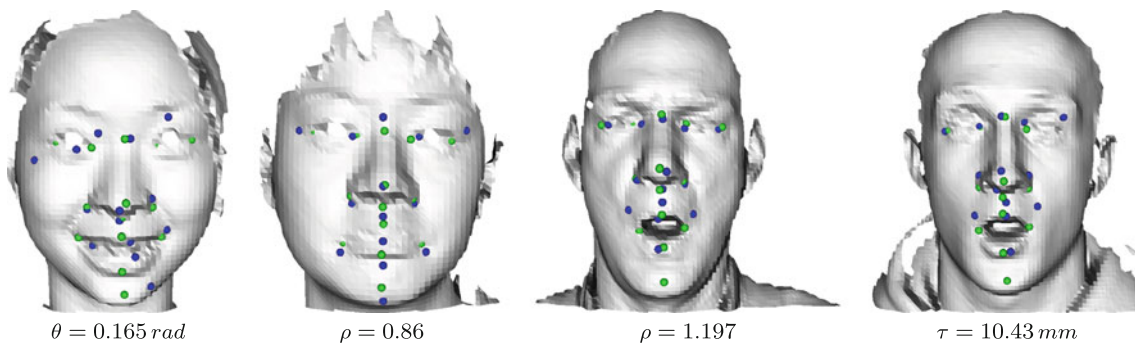 θ = 0.165 rad
ρ = 0.86
ρ = 1.197
τ = 10.43 mm